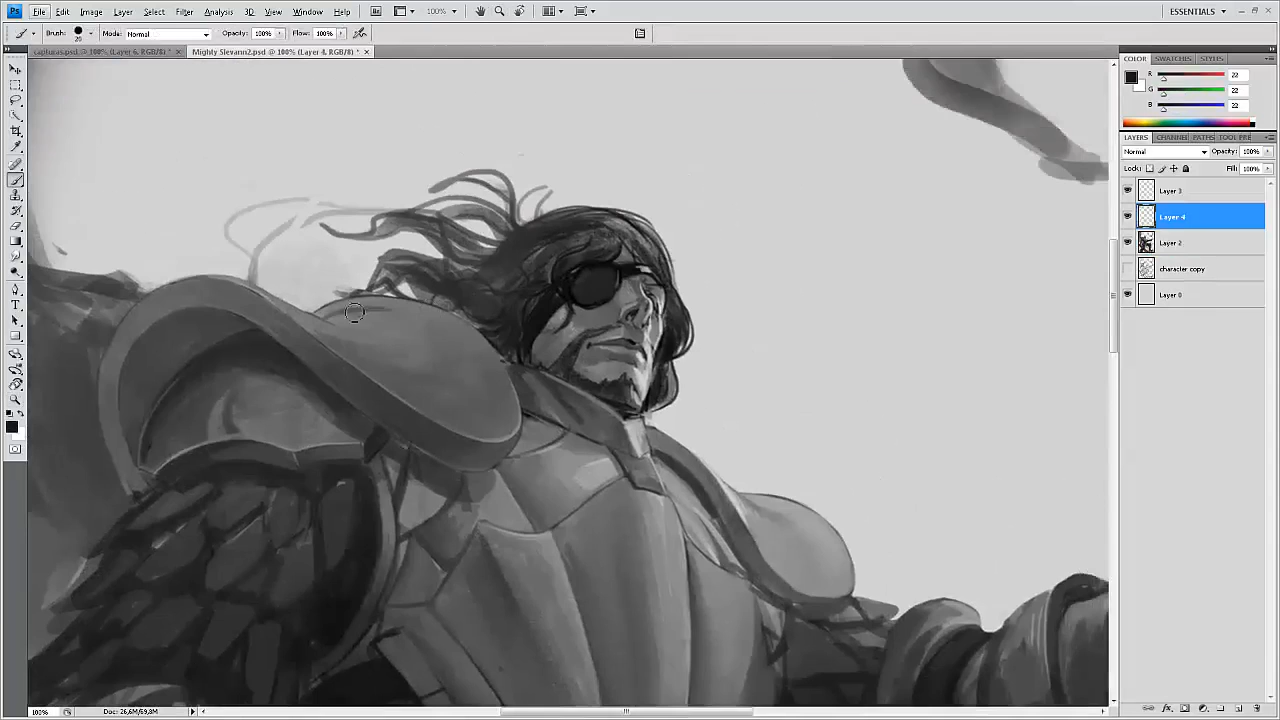 Ps File Edit Image Layer Select Filter Analysis 3D View Window Help 100% ESSENTIALS
Brush: 20 Mode: Normal Opacity: 100% Flow: 100%
capturas.psd @ 100% (Layer 6, RGB/8) * Mighty Slevann2.psd @ 100% (Layer 4, RGB/8) *
COLOR SWATCHES STYLES
R 22
G 22
B 22
LAYERS CHANNEL PATHS TOOL PRE
Normal Opacity: 100%
Lock: Fill: 100%
Layer 3
Layer 4
Layer 2
character copy
Layer 0
100% Doc: 26,6M/69,8M